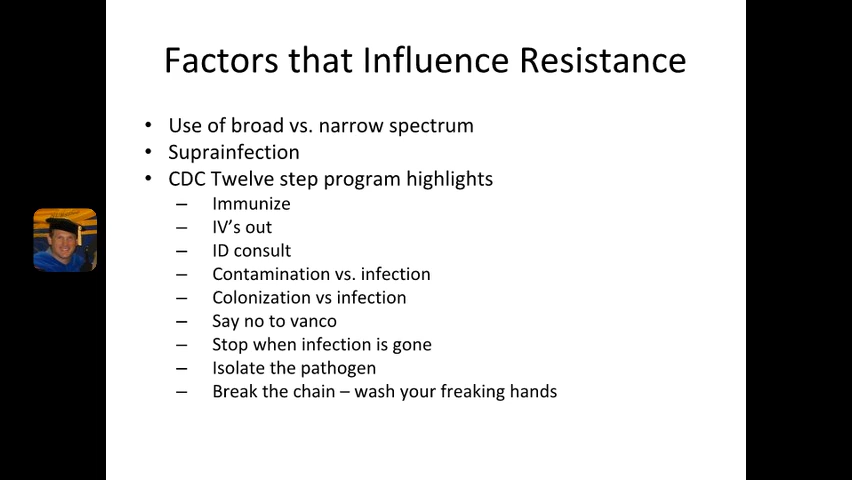 Factors that Influence Resistance
• Use of broad vs. narrow spectrum
• Suprainfection
• CDC Twelve step program highlights
– Immunize
– IV's out
– ID consult
– Contamination vs. infection
– Colonization vs infection
– Say no to vanco
– Stop when infection is gone
– Isolate the pathogen
– Break the chain – wash your freaking hands